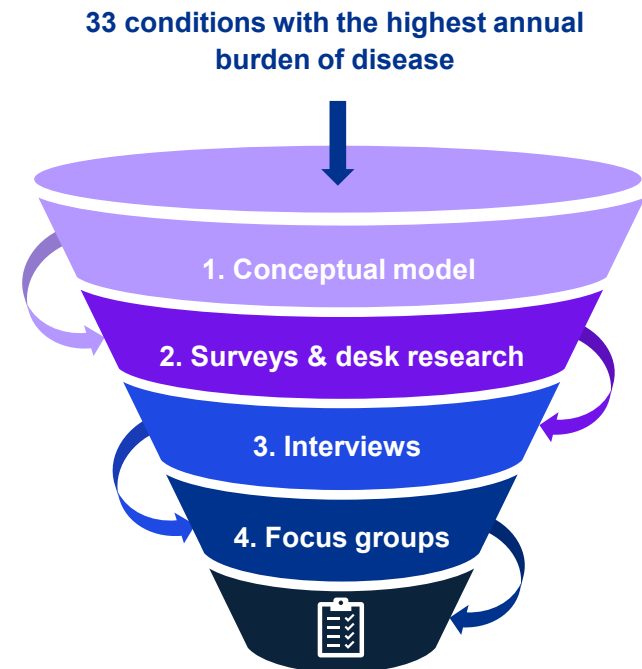 33 conditions with the highest annual
burden of disease
1. Conceptual model
2. Surveys & desk research
3. Interviews
4. Focus groups